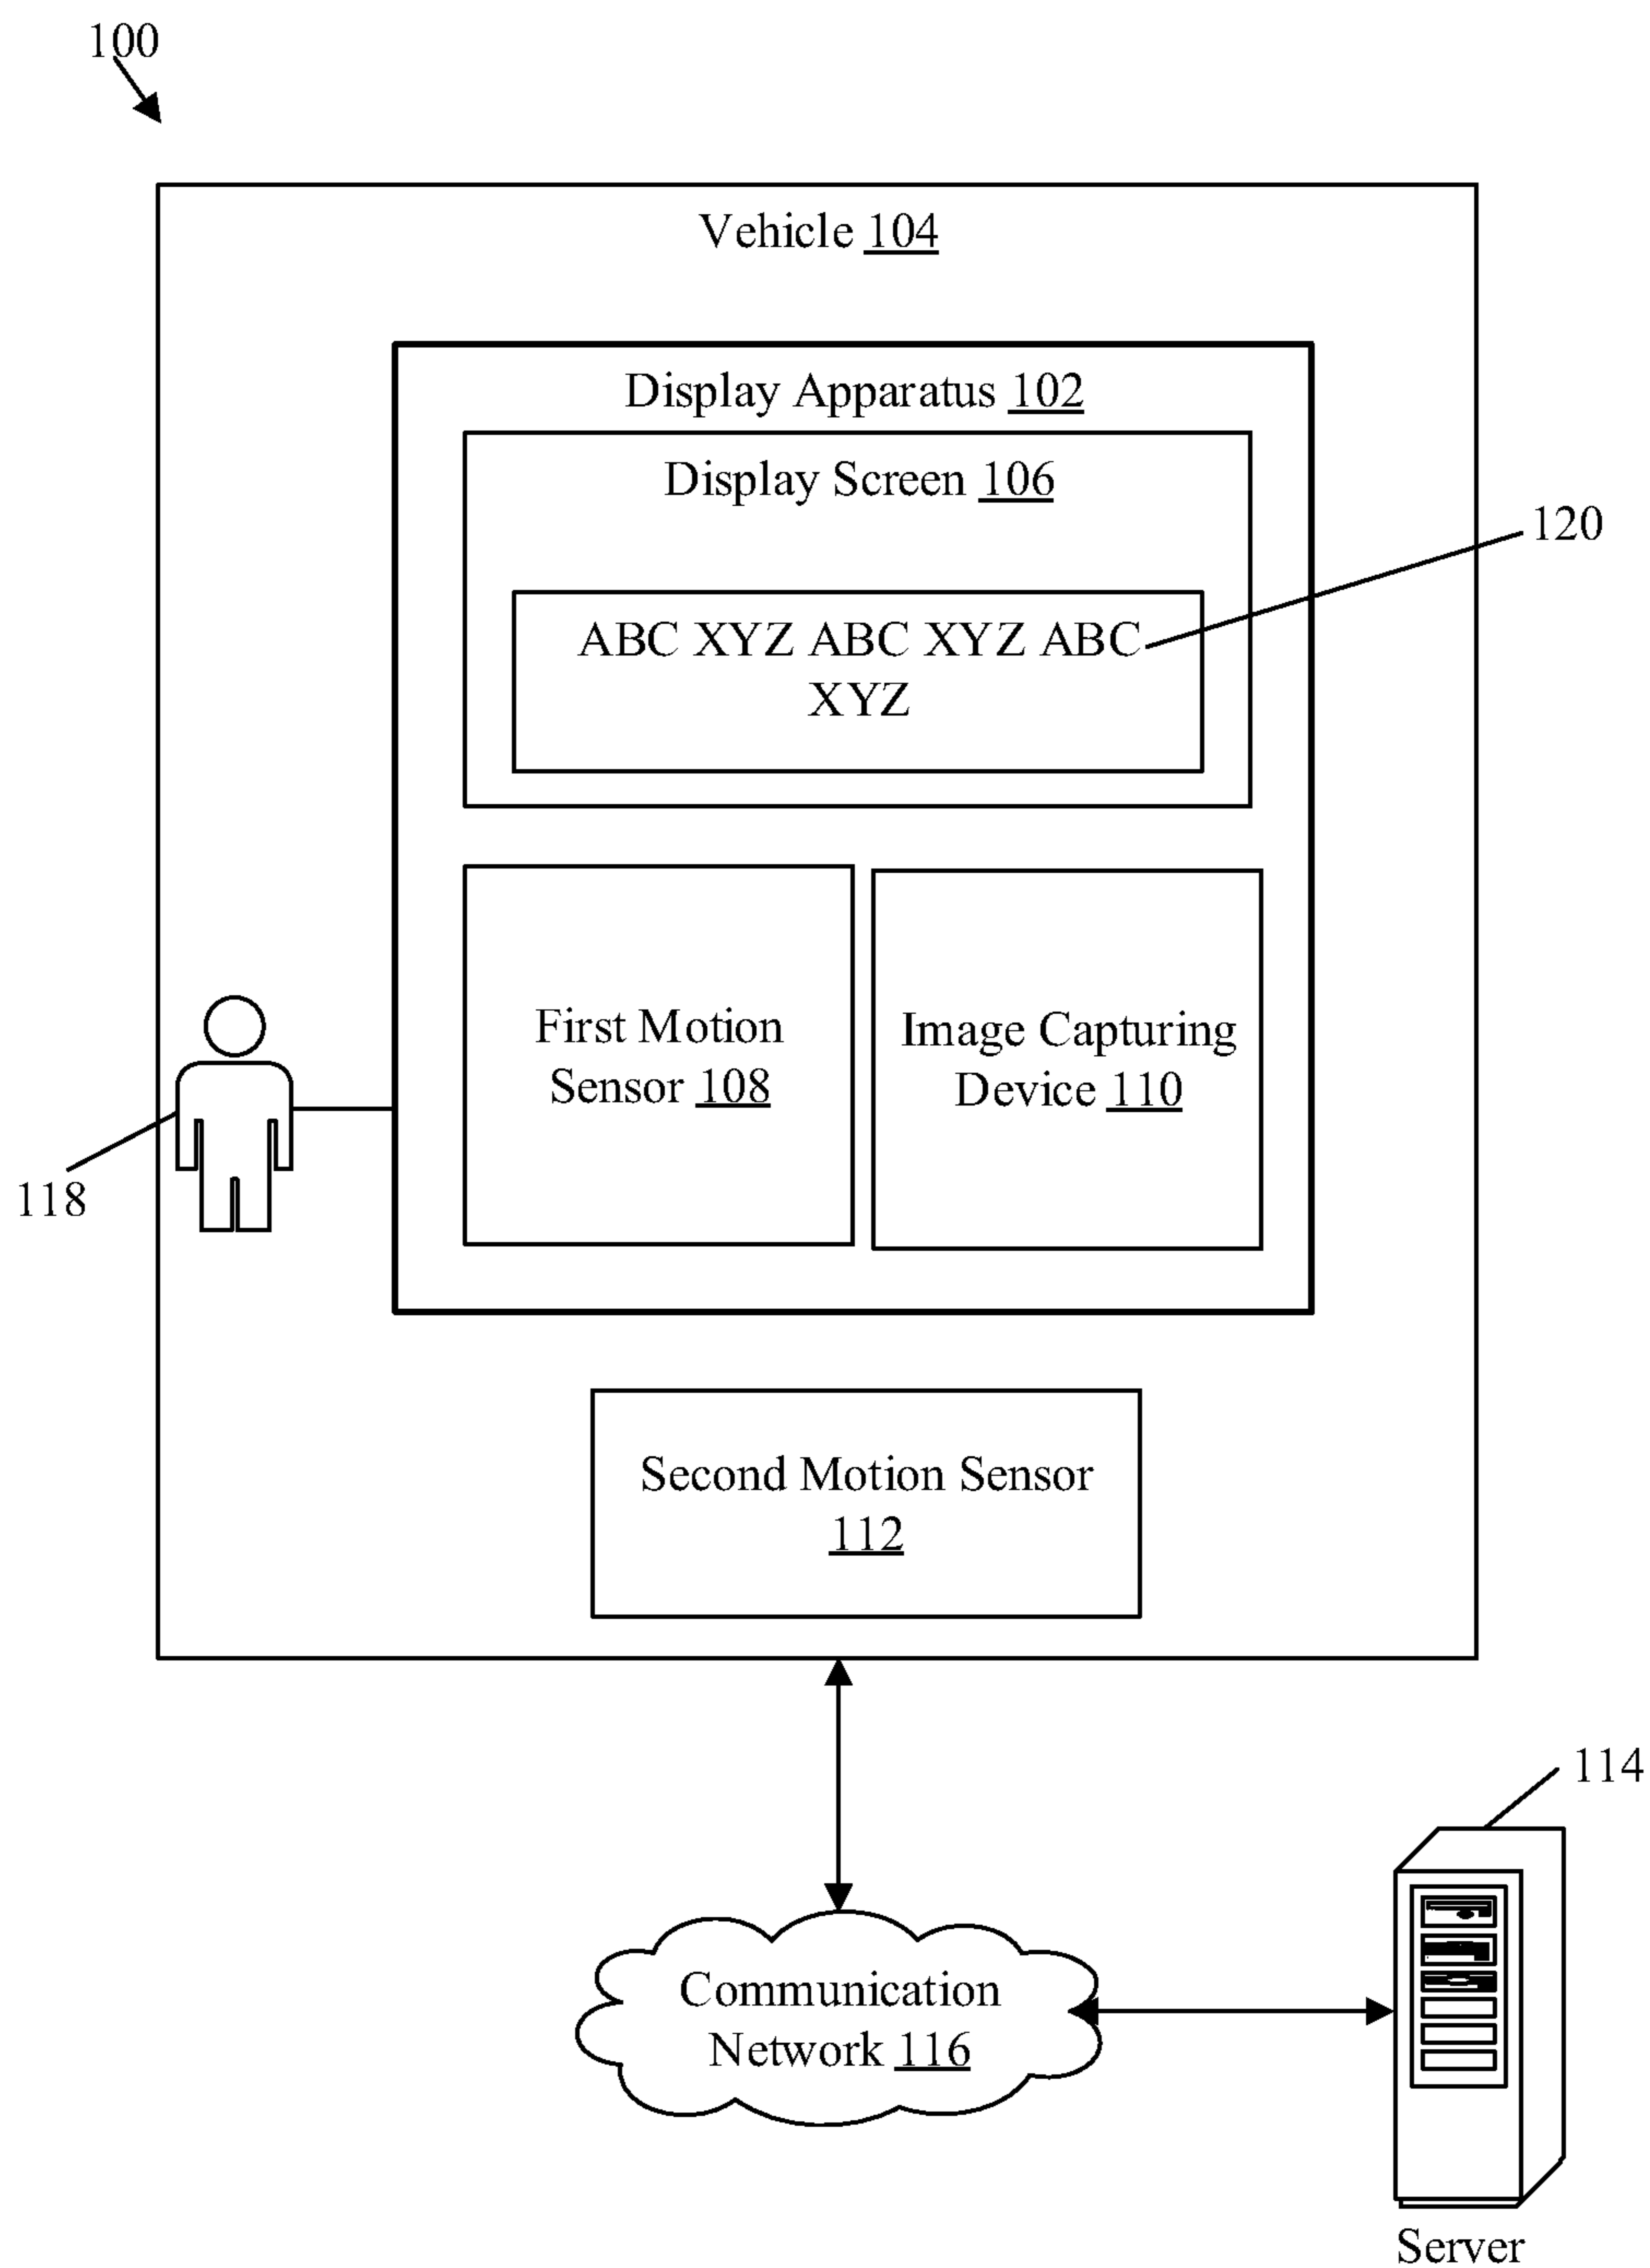 100
Vehicle 104
Display Apparatus 102
Display Screen 106
120
ABC XYZ ABC XYZ ABC
XYZ
First Motion
Sensor 108
Image Capturing
Device 110
118
Second Motion Sensor
112
114
Communication
Network 116
Server